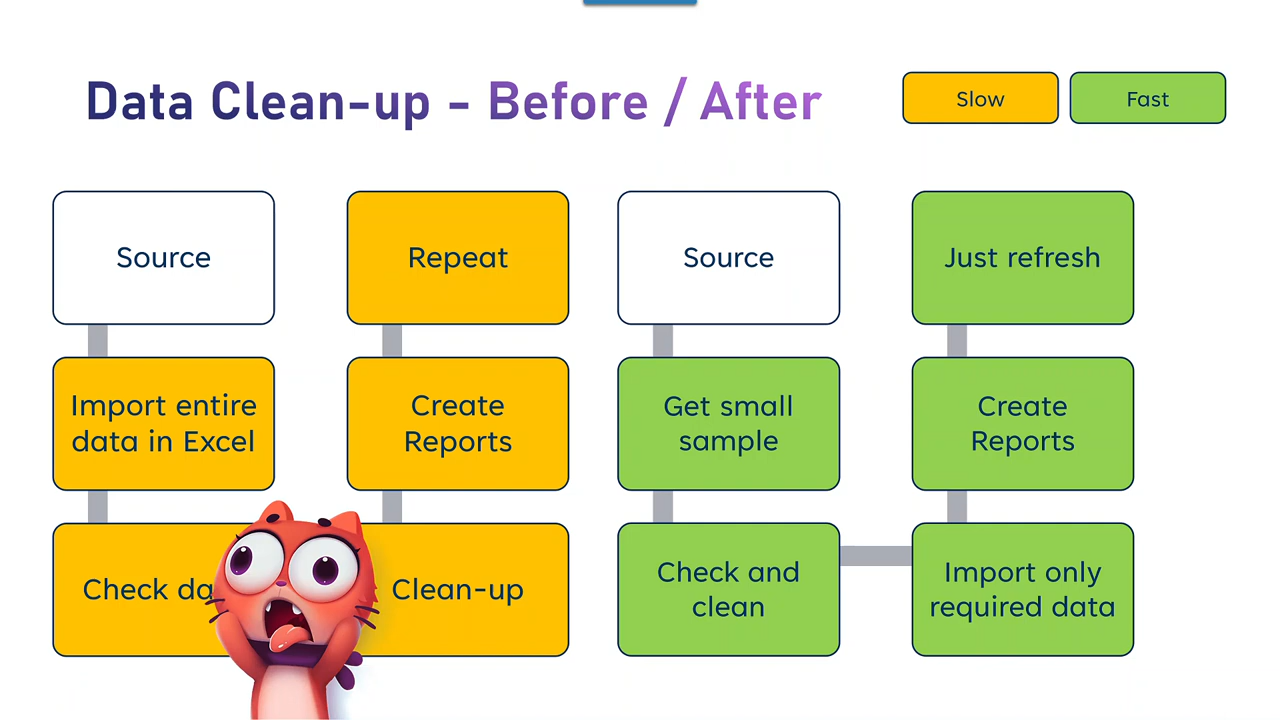 Data Clean-up - Before / After
Slow
Fast
Source
Import entire
data in Excel
Check
Clean-up
Create
Reports
Repeat
Source
Get small
sample
Check and
clean
Import only
required data
Create
Reports
Just refresh